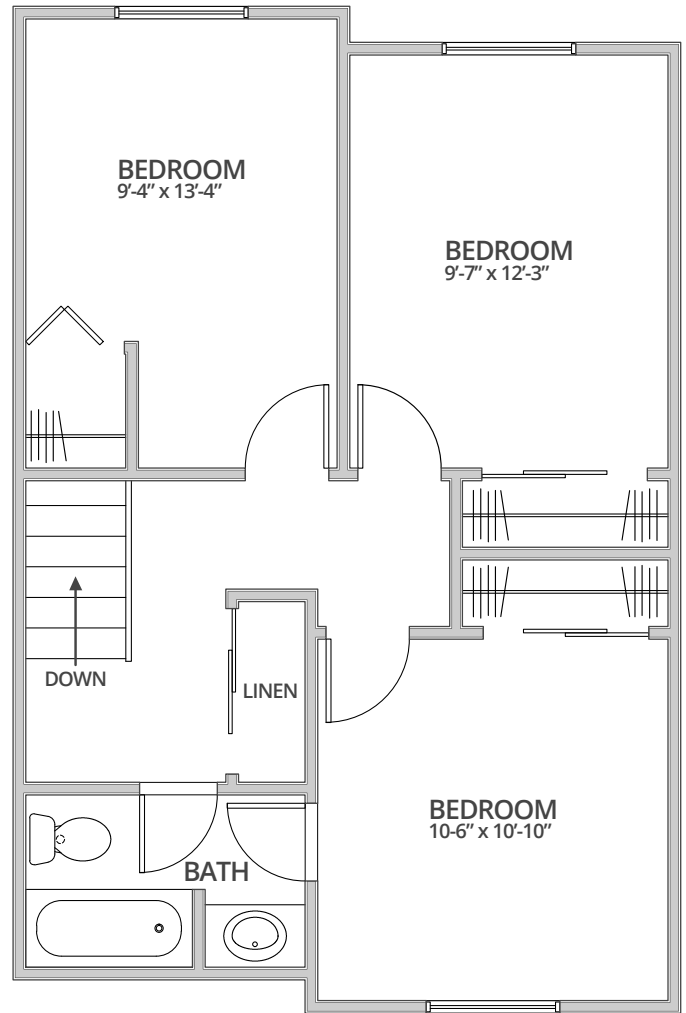 BEDROOM
9'-4” x 13'-4”
BEDROOM
9'-7” x 12'-3”
DOWN
LINEN
BEDROOM
10-6” x 10'-10”
BATH